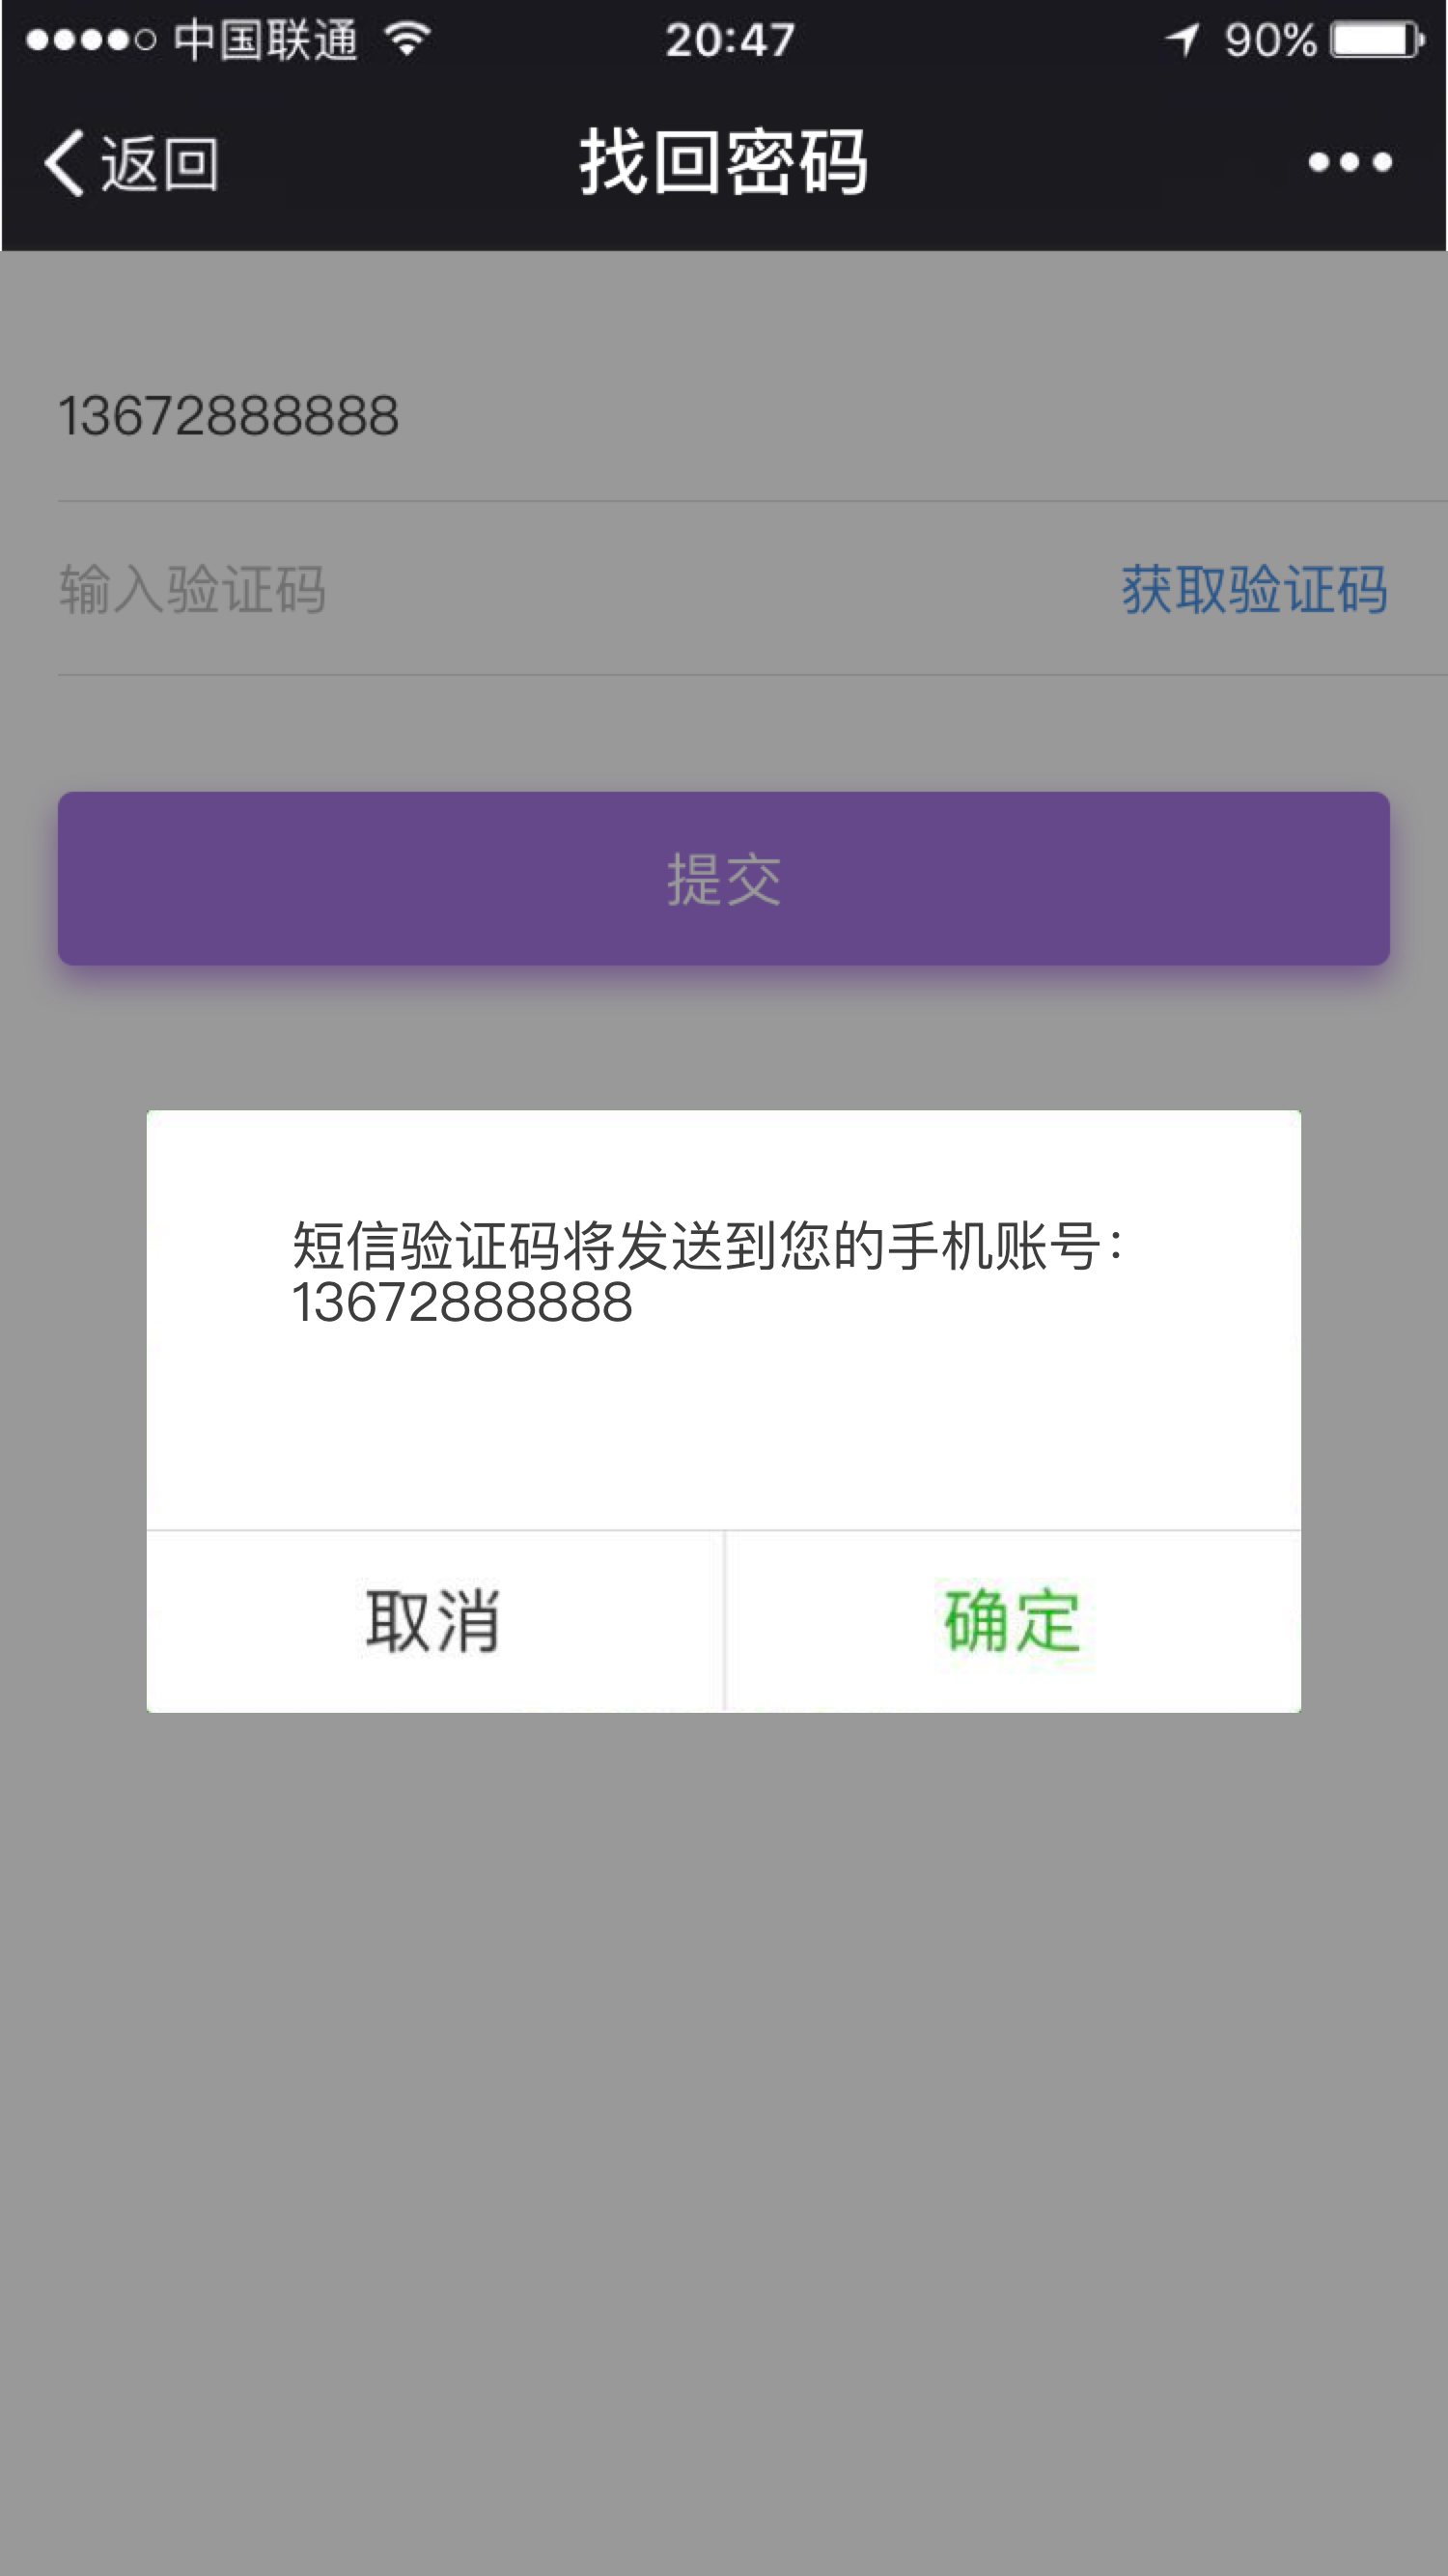 中国联通 20:47 90%
返回 找回密码
13672888888
输入验证码 获取验证码
提交
短信验证码将发送到您的手机账号：
13672888888
取消 确定